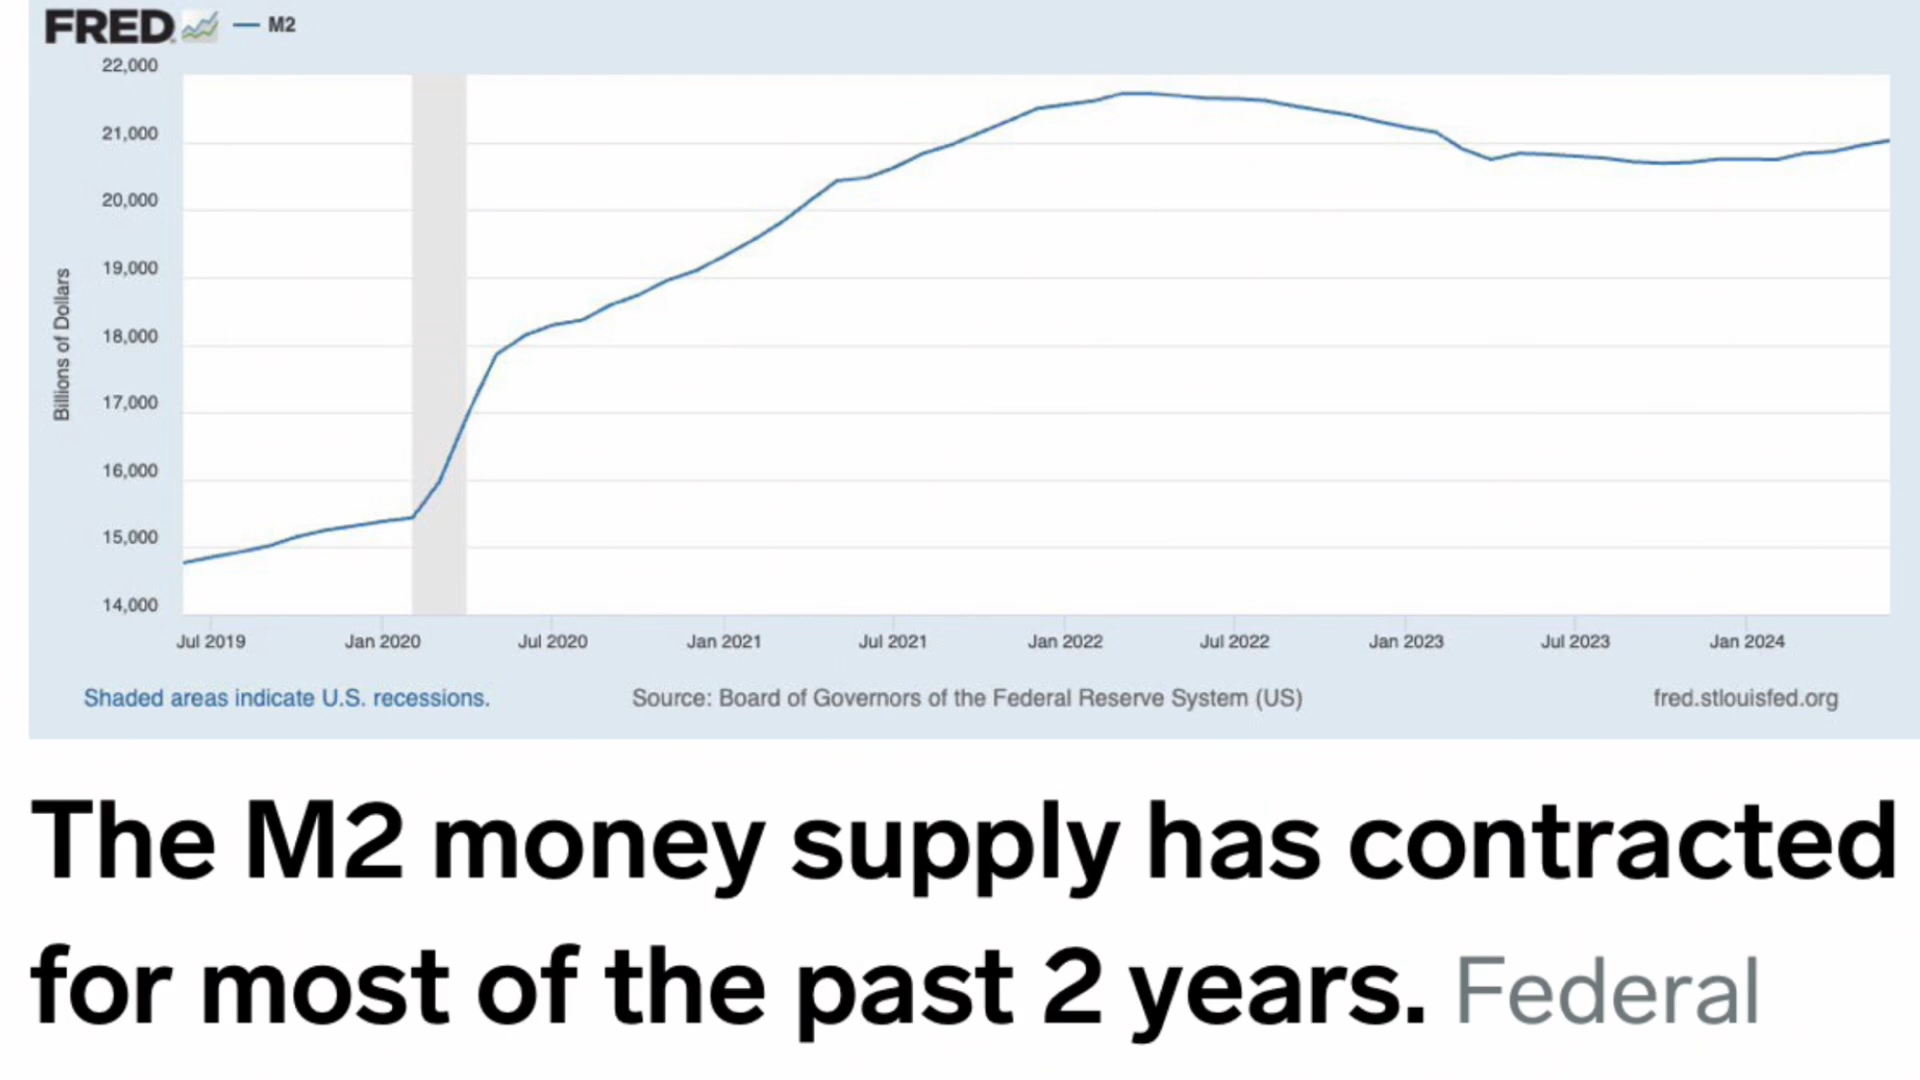 FRED — M2
22,000
21,000
20,000
19,000
18,000
17,000
16,000
15,000
14,000
Billions of Dollars
Jul 2019 Jan 2020 Jul 2020 Jan 2021 Jul 2021 Jan 2022 Jul 2022 Jan 2023 Jul 2023 Jan 2024
Shaded areas indicate U.S. recessions. Source: Board of Governors of the Federal Reserve System (US) fred.stlouisfed.org
The M2 money supply has contracted
for most of the past 2 years. Federal